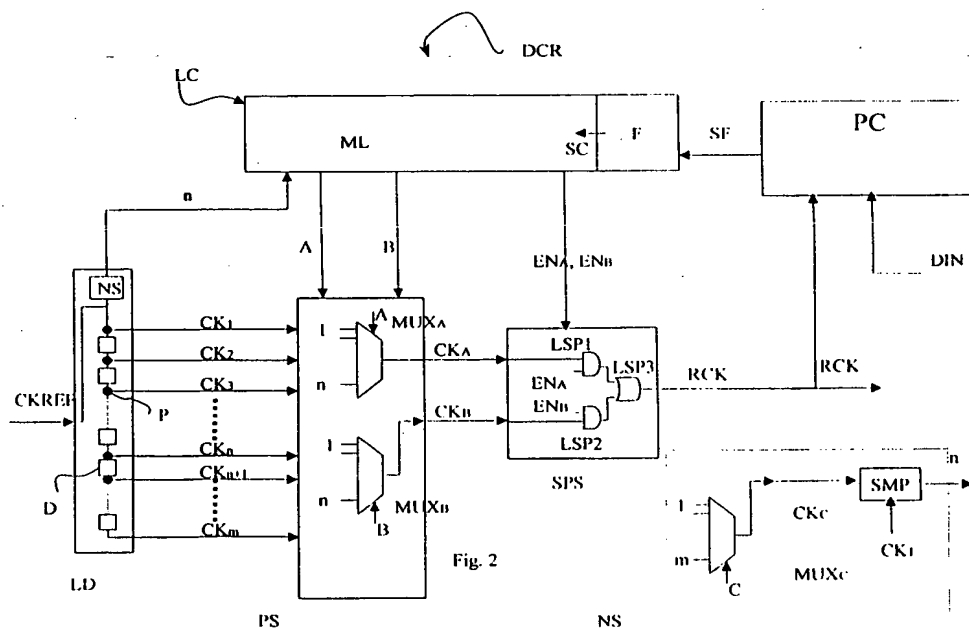 DCR
LC
ML
SC
F
SF
PC
n
A
B
ENA, ENB
DIN
NS
CK1
CK2
CK3
CKREF
P
CKn
CKn+1
D
CKm
LD
1
A
MUXA
n
CKA
1
n
MUXB
B
CKB
PS
LSP1
LSP3
ENA
ENB
LSP2
SPS
RCK
RCK
Fig. 2
1
m
C
CKC
SMP
n
CK1
MUXC
NS